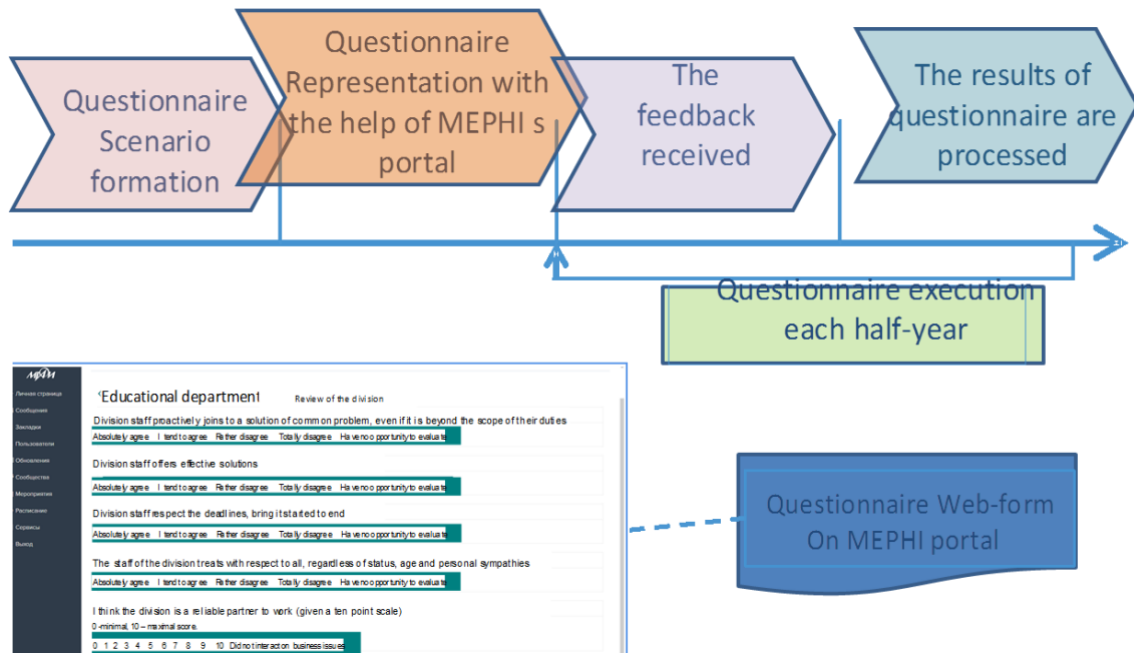 Questionnaire
Scenario
formation
Questionnaire
Representation with
the help of MEPHI s
portal
The
feedback
received
The results of
questionnaire are
processed
Questionnaire execution
each half-year
МИФИ
Личная страница
Сообщения
Закладки
Пользователи
Обновления
Сообщества
Мероприятия
Расписание
Сервисы
Выход
‘Educational department Review of the division
Division staff proactively joins to a solution of common problem, even if it is beyond the scope of their duties
Absolutely agree I tend to agree Rather disagree Totally disagree Have no opportunity to evaluate
Division staff offers effective solutions
Absolutely agree I tend to agree Rather disagree Totally disagree Have no opportunity to evaluate
Division staff respect the deadlines, bring it started to end
Absolutely agree I tend to agree Rather disagree Totally disagree Have no opportunity to evaluate
The staff of the division treats with respect to all, regardless of status, age and personal sympathies
Absolutely agree I tend to agree Rather disagree Totally disagree Have no opportunity to evaluate
I think the division is a reliable partner to work (given a ten point scale)
0 -minimal, 10 – maximal score,
0 1 2 3 4 5 6 7 8 9 10 Did not interact on business issues
Questionnaire Web-form
On MEPHI portal